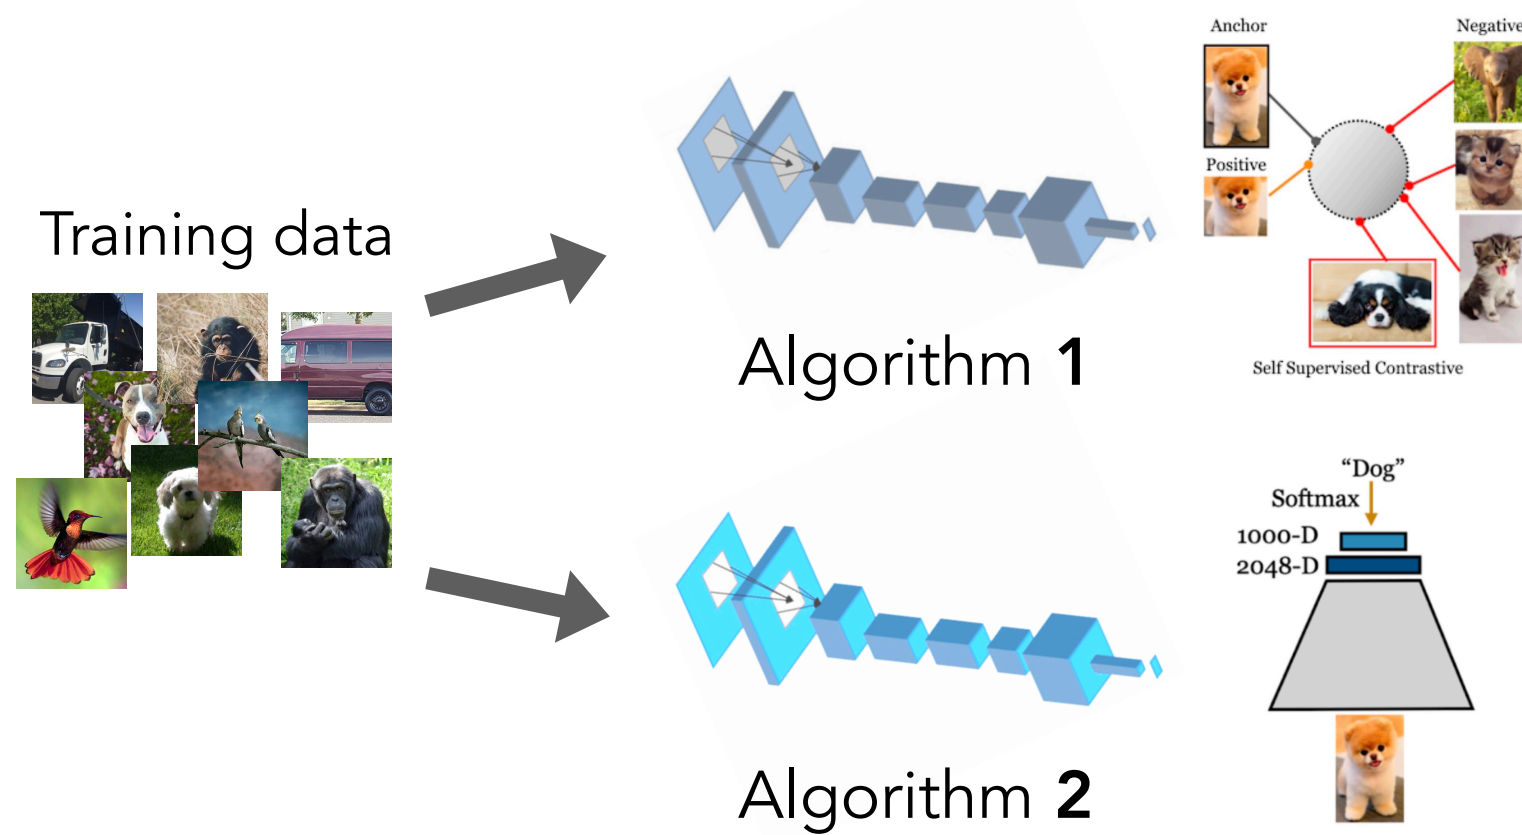 Training data
Algorithm 1
Anchor
Negative
Positive
Self Supervised Contrastive
Algorithm 2
“Dog”
Softmax
1000-D
2048-D